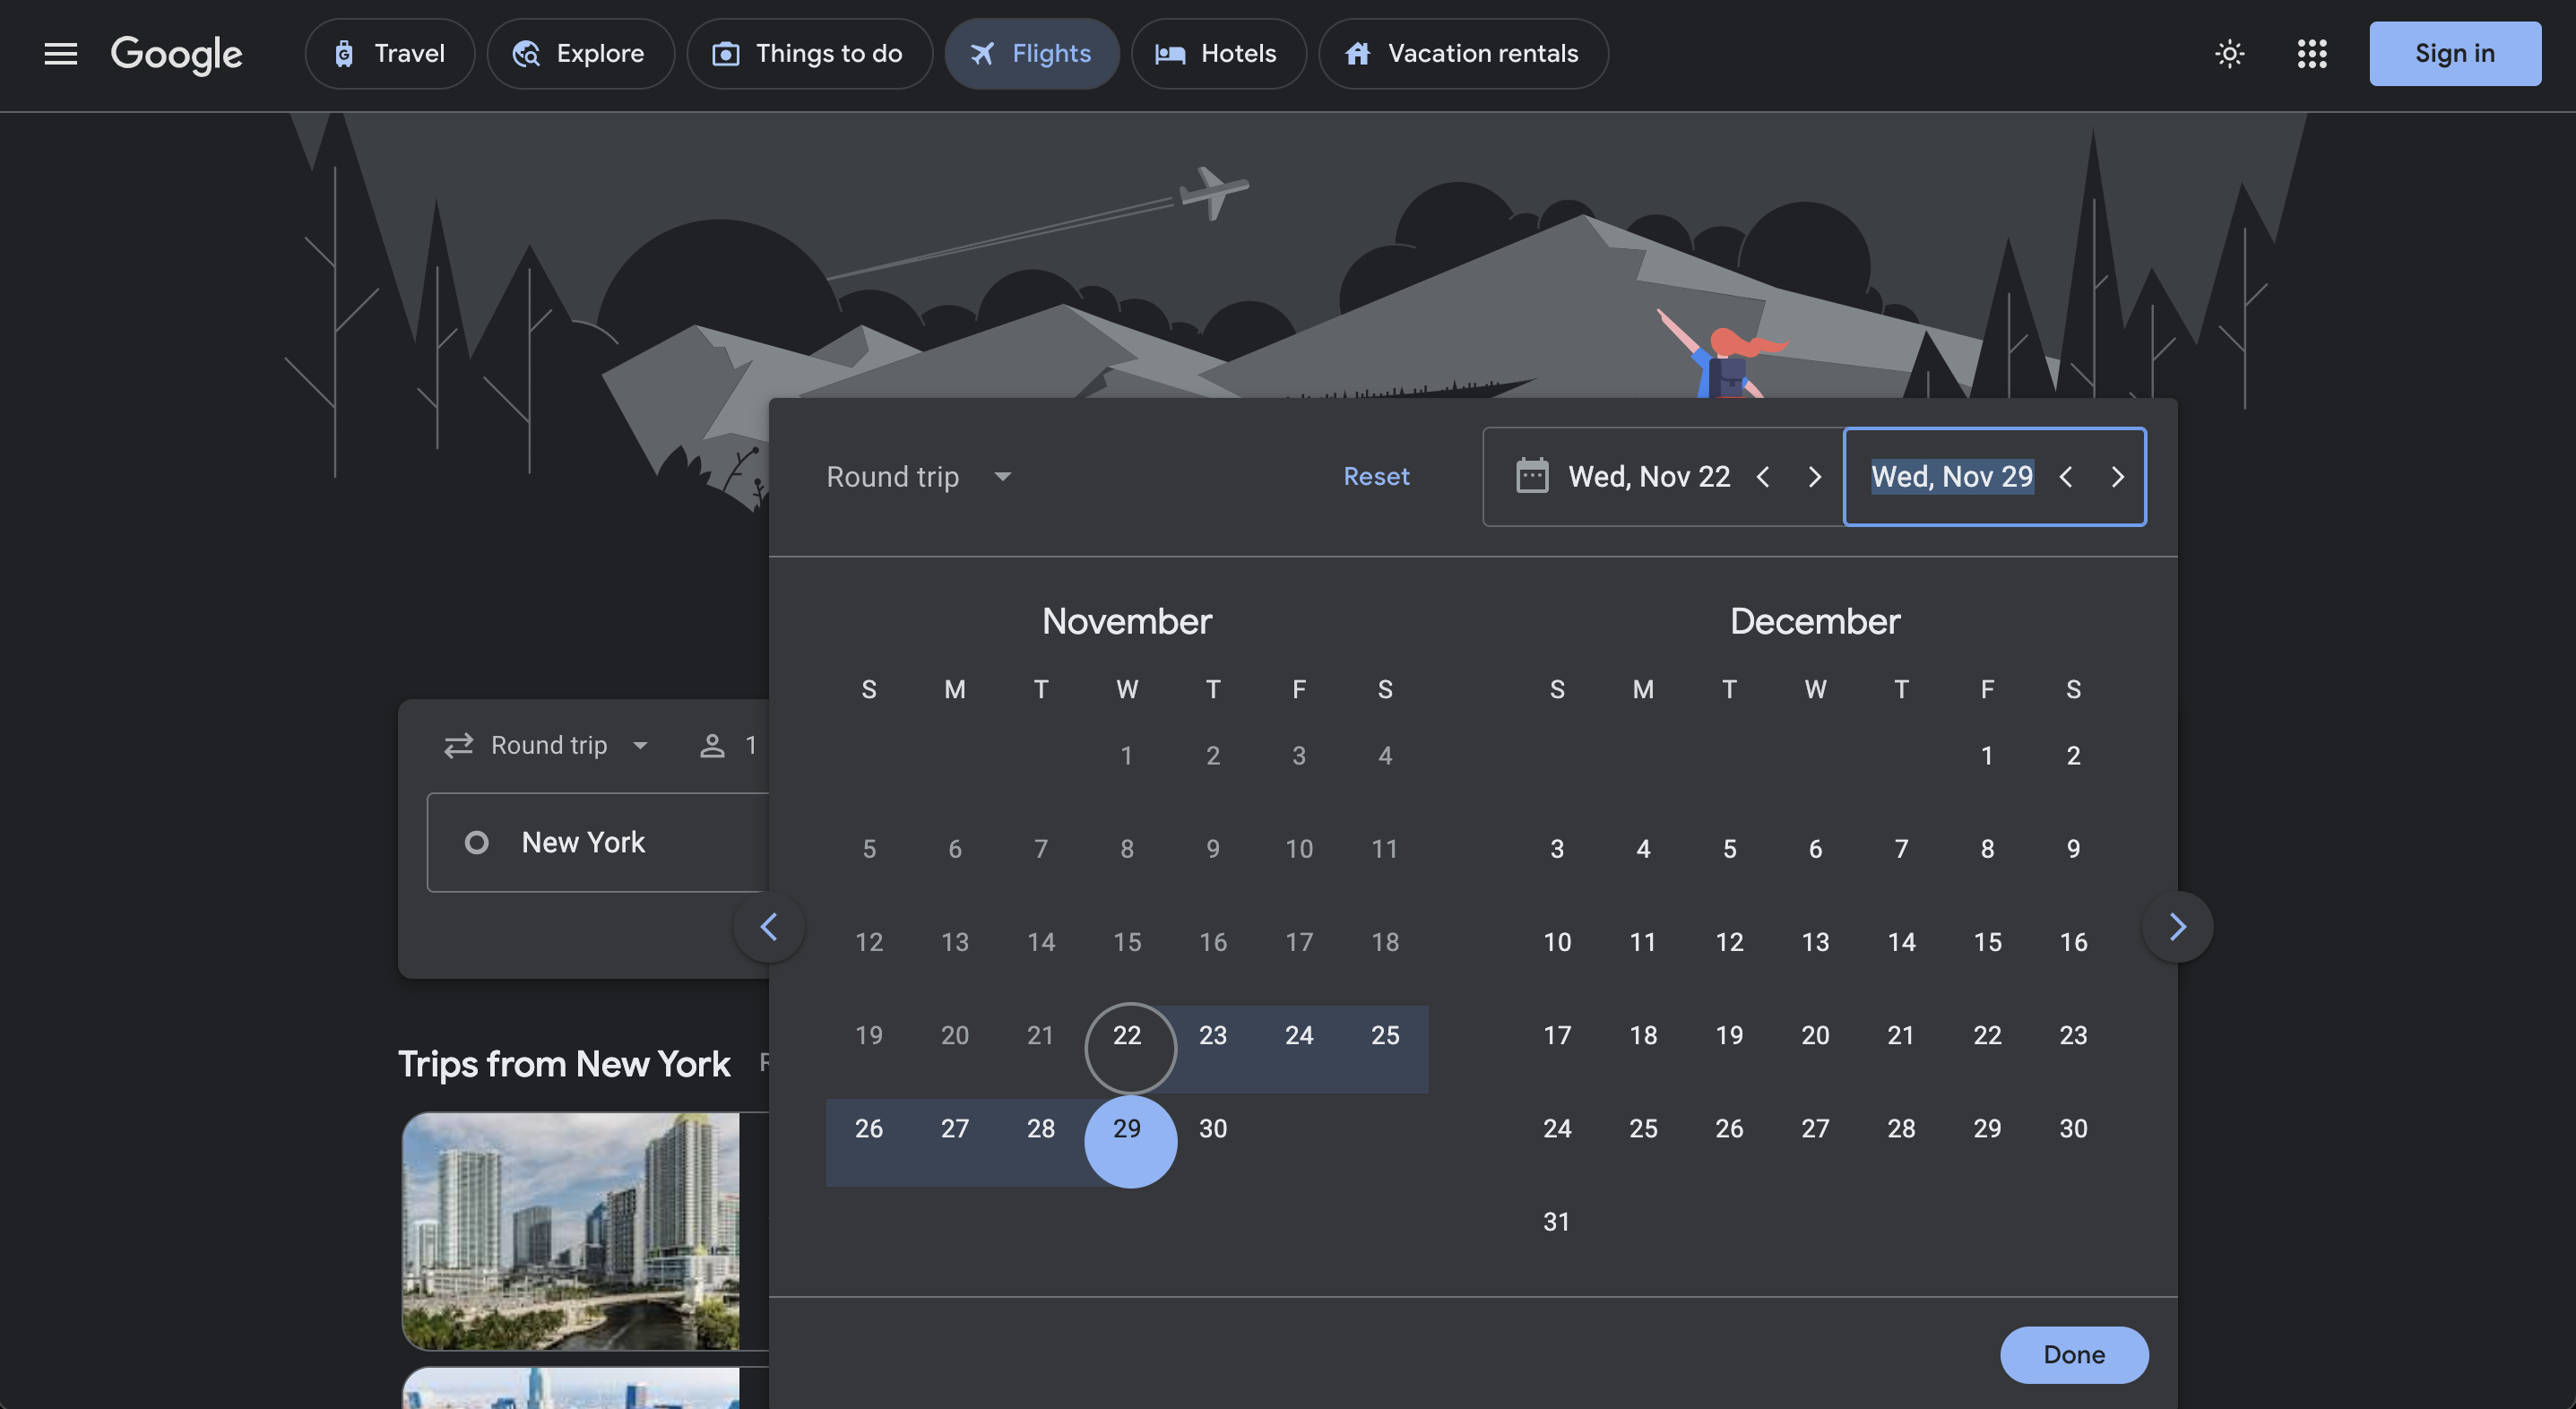 Google Travel Explore Things to do Flights Hotels Vacation rentals Sign in
Round trip Reset Wed, Nov 22 Wed, Nov 29
November December
S M T W T F S S M T W T F S
Round trip 1
1 2 3 4 1 2
New York
5 6 7 8 9 10 11 3 4 5 6 7 8 9
12 13 14 15 16 17 18 10 11 12 13 14 15 16
19 20 21 22 23 24 25 17 18 19 20 21 22 23
Trips from New York
26 27 28 29 30 24 25 26 27 28 29 30
31
Done